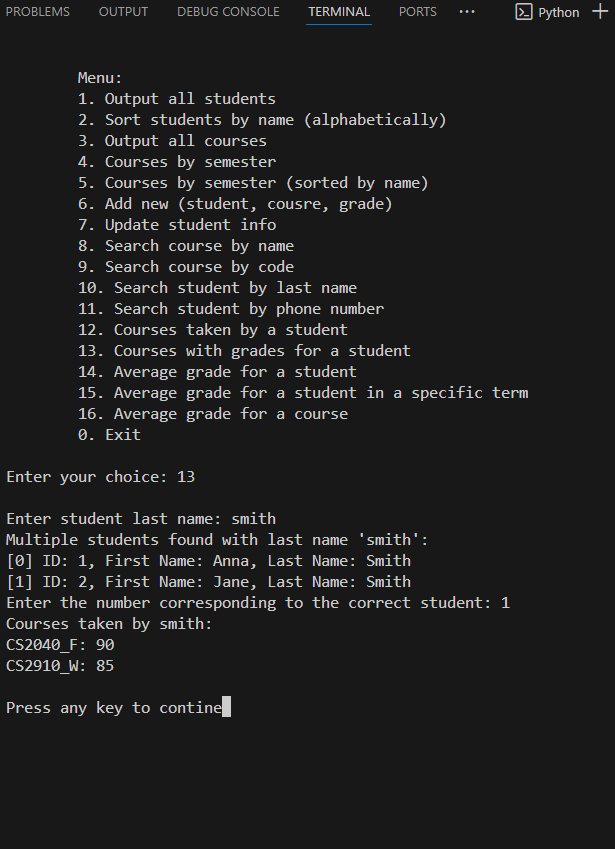 PROBLEMS OUTPUT DEBUG CONSOLE TERMINAL PORTS ··· Python
Menu:
1. Output all students
2. Sort students by name (alphabetically)
3. Output all courses
4. Courses by semester
5. Courses by semester (sorted by name)
6. Add new (student, cousre, grade)
7. Update student info
8. Search course by name
9. Search course by code
10. Search student by last name
11. Search student by phone number
12. Courses taken by a student
13. Courses with grades for a student
14. Average grade for a student
15. Average grade for a student in a specific term
16. Average grade for a course
0. Exit
Enter your choice: 13
Enter student last name: smith
Multiple students found with last name 'smith':
[0] ID: 1, First Name: Anna, Last Name: Smith
[1] ID: 2, First Name: Jane, Last Name: Smith
Enter the number corresponding to the correct student: 1
Courses taken by smith:
CS2040_F: 90
CS2910_W: 85
Press any key to contine